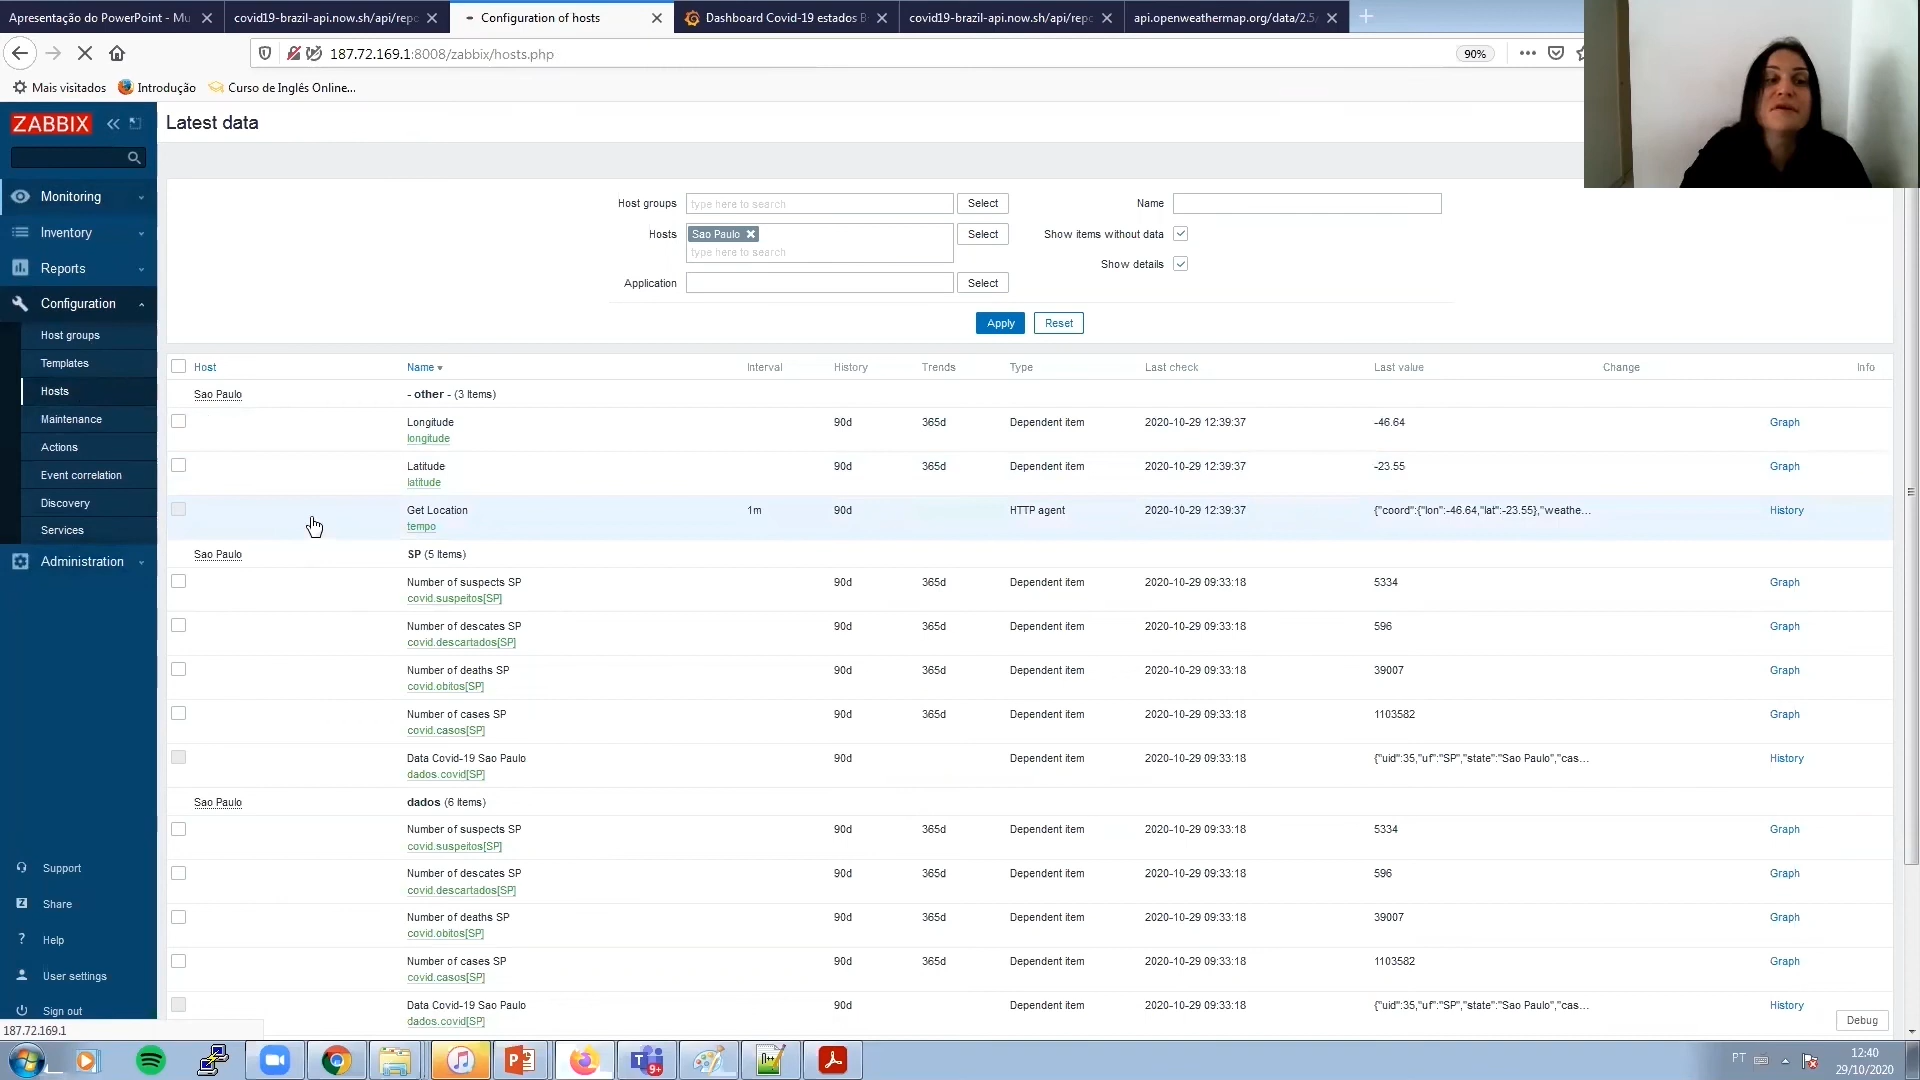 Apresentação do PowerPoint - Mu
covid19-brazil-api.now.sh/api/repo
Configuration of hosts
Dashboard Covid-19 estados B
covid19-brazil-api.now.sh/api/repo
api.openweathermap.org/data/2.5
187.72.169.1:8008/zabbix/hosts.php
90%
Mais visitados
Introdução
Curso de Inglês Online...
ZABBIX
Latest data
Monitoring
Inventory
Reports
Configuration
Host groups
Templates
Hosts
Maintenance
Actions
Event correlation
Discovery
Services
Administration
Support
Share
Help
User settings
Sign out
187.72.169.1
Host groups type here to search Select
Name
Hosts Sao Paulo Select
type here to search
Show items without data
Show details
Application Select
Apply Reset
Host Name Interval History Trends Type Last check Last value Change Info
Sao Paulo - other - (3 Items)
Longitude 90d 365d Dependent item 2020-10-29 12:39:37 -46.64 Graph
longitude
Latitude 90d 365d Dependent item 2020-10-29 12:39:37 -23.55 Graph
latitude
Get Location 1m 90d HTTP agent 2020-10-29 12:39:37 {"coord":{"lon":-46.64,"lat":-23.55},"weathe... History
tempo
Sao Paulo SP (5 Items)
Number of suspects SP 90d 365d Dependent item 2020-10-29 09:33:18 5334 Graph
covid.suspeitos[SP]
Number of descates SP 90d 365d Dependent item 2020-10-29 09:33:18 596 Graph
covid.descartados[SP]
Number of deaths SP 90d 365d Dependent item 2020-10-29 09:33:18 39007 Graph
covid.obitos[SP]
Number of cases SP 90d 365d Dependent item 2020-10-29 09:33:18 1103582 Graph
covid.casos[SP]
Data Covid-19 Sao Paulo 90d Dependent item 2020-10-29 09:33:18 {"uid":35,"uf":"SP","state":"Sao Paulo","cas... History
dados.covid[SP]
Sao Paulo dados (6 Items)
Number of suspects SP 90d 365d Dependent item 2020-10-29 09:33:18 5334 Graph
covid.suspeitos[SP]
Number of descates SP 90d 365d Dependent item 2020-10-29 09:33:18 596 Graph
covid.descartados[SP]
Number of deaths SP 90d 365d Dependent item 2020-10-29 09:33:18 39007 Graph
covid.obitos[SP]
Number of cases SP 90d 365d Dependent item 2020-10-29 09:33:18 1103582 Graph
covid.casos[SP]
Data Covid-19 Sao Paulo 90d Dependent item 2020-10-29 09:33:18 {"uid":35,"uf":"SP","state":"Sao Paulo","cas... History
dados.covid[SP]
Debug
9+
PT
12:40
29/10/2020